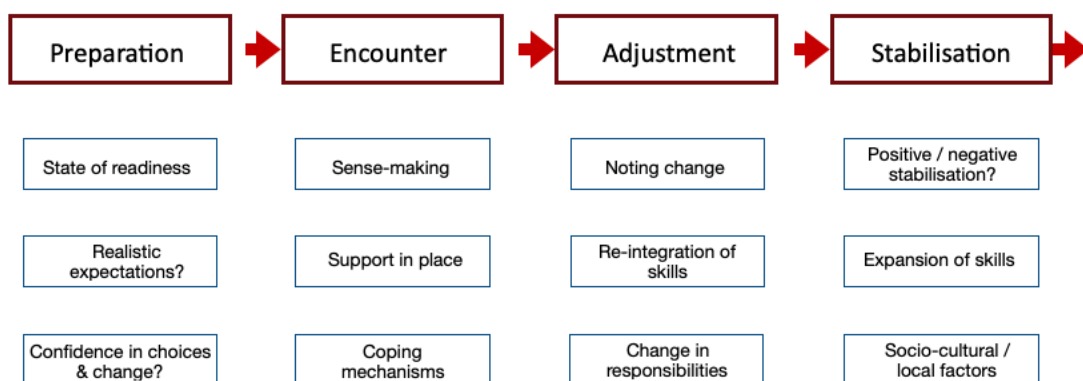 Preparation
Encounter
Adjustment
Stabilisation
State of readiness
Sense-making
Noting change
Positive / negative
stabilisation?
Realistic
expectations?
Support in place
Re-integration of
skills
Expansion of skills
Confidence in choices
& change?
Coping
mechanisms
Change in
responsibilities
Socio-cultural /
local factors